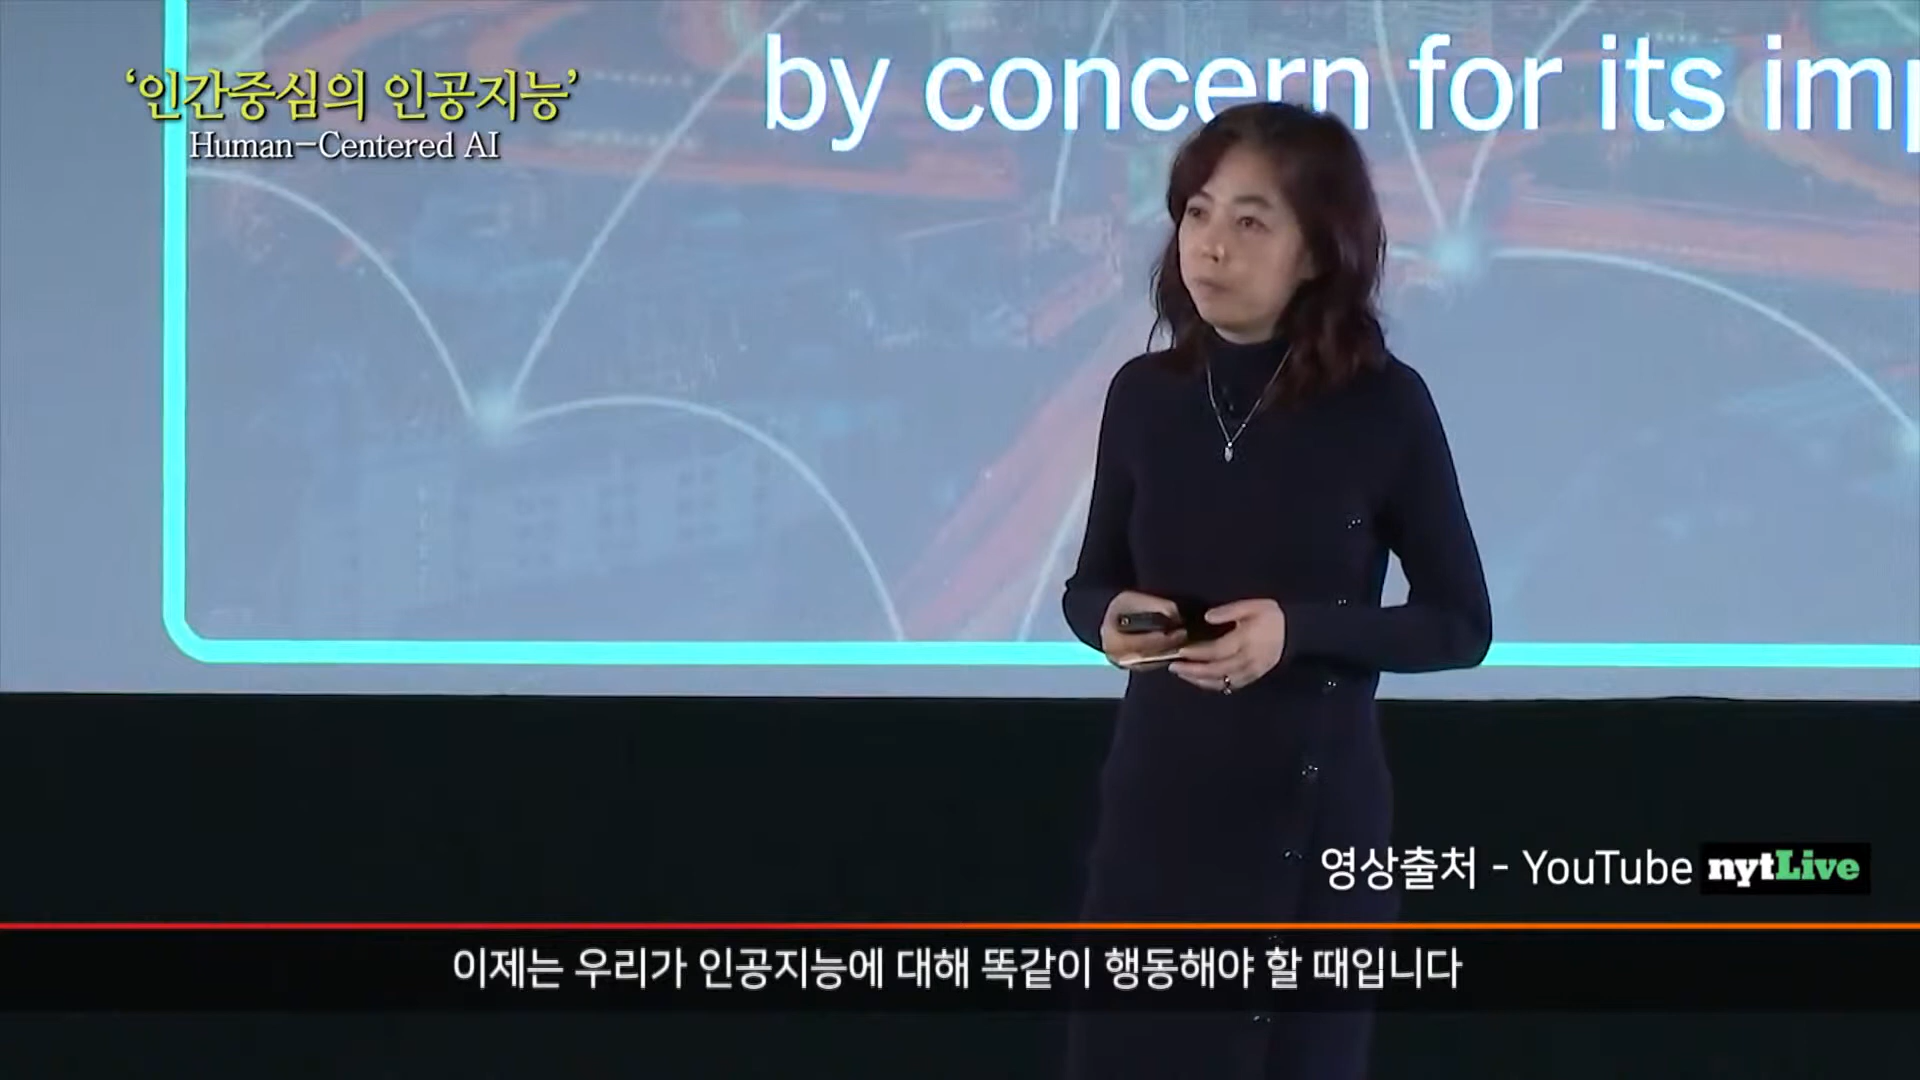 by concern for its imp
‘인간중심의 인공지능’
Human-Centered AI
영상출처 - YouTube nytLive
이제는 우리가 인공지능에 대해 똑같이 행동해야 할 때입니다